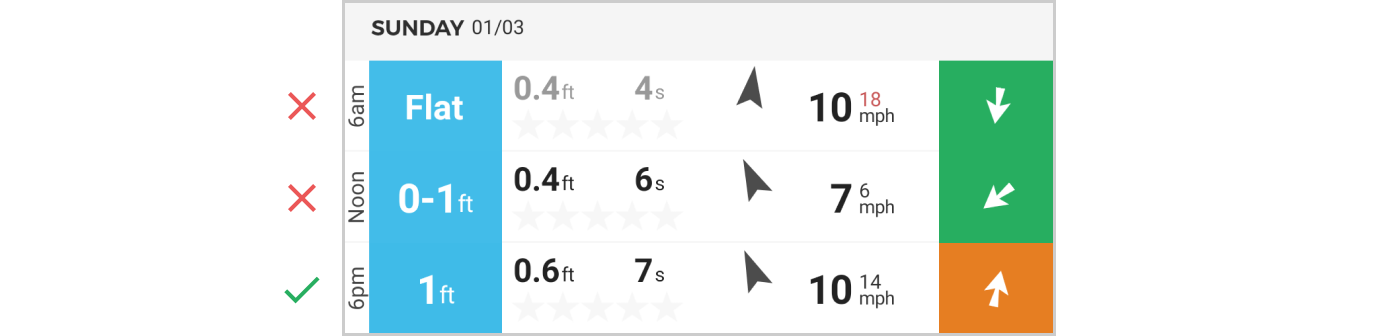 SUNDAY 01/03
6am Flat 0.4ft 4s 10 18 mph
Noon 0-1ft 0.4ft 6s 7 6 mph
6pm 1ft 0.6ft 7s 10 14 mph